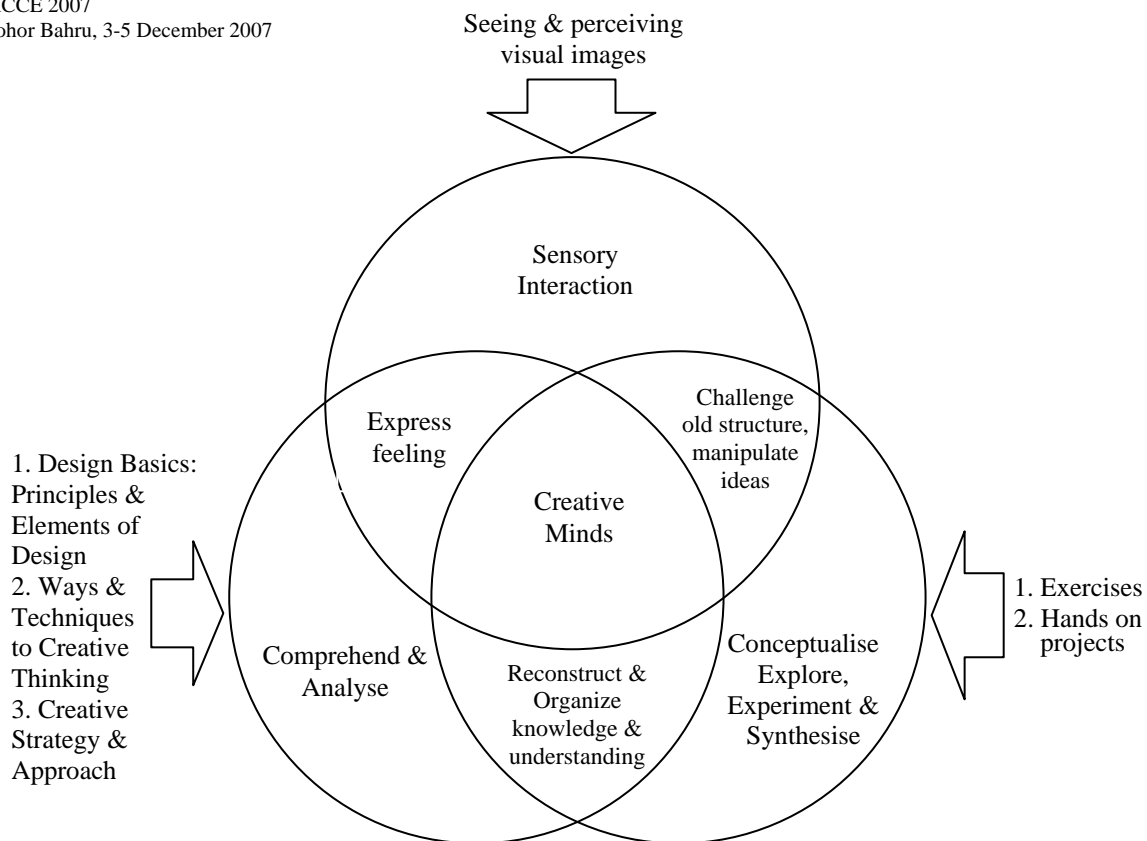 CCE 2007
ohor Bahru, 3-5 December 2007
Seeing & perceiving
visual images
Sensory
Interaction
Express
feeling
Challenge
old structure,
manipulate
ideas
Creative
Minds
1. Design Basics:
Principles &
Elements of
Design
2. Ways &
Techniques
to Creative
Thinking
3. Creative
Strategy &
Approach
Comprehend &
Analyse
Reconstruct &
Organize
knowledge &
understanding
Conceptualise
Explore,
Experiment &
Synthesise
1. Exercises
2. Hands on
projects